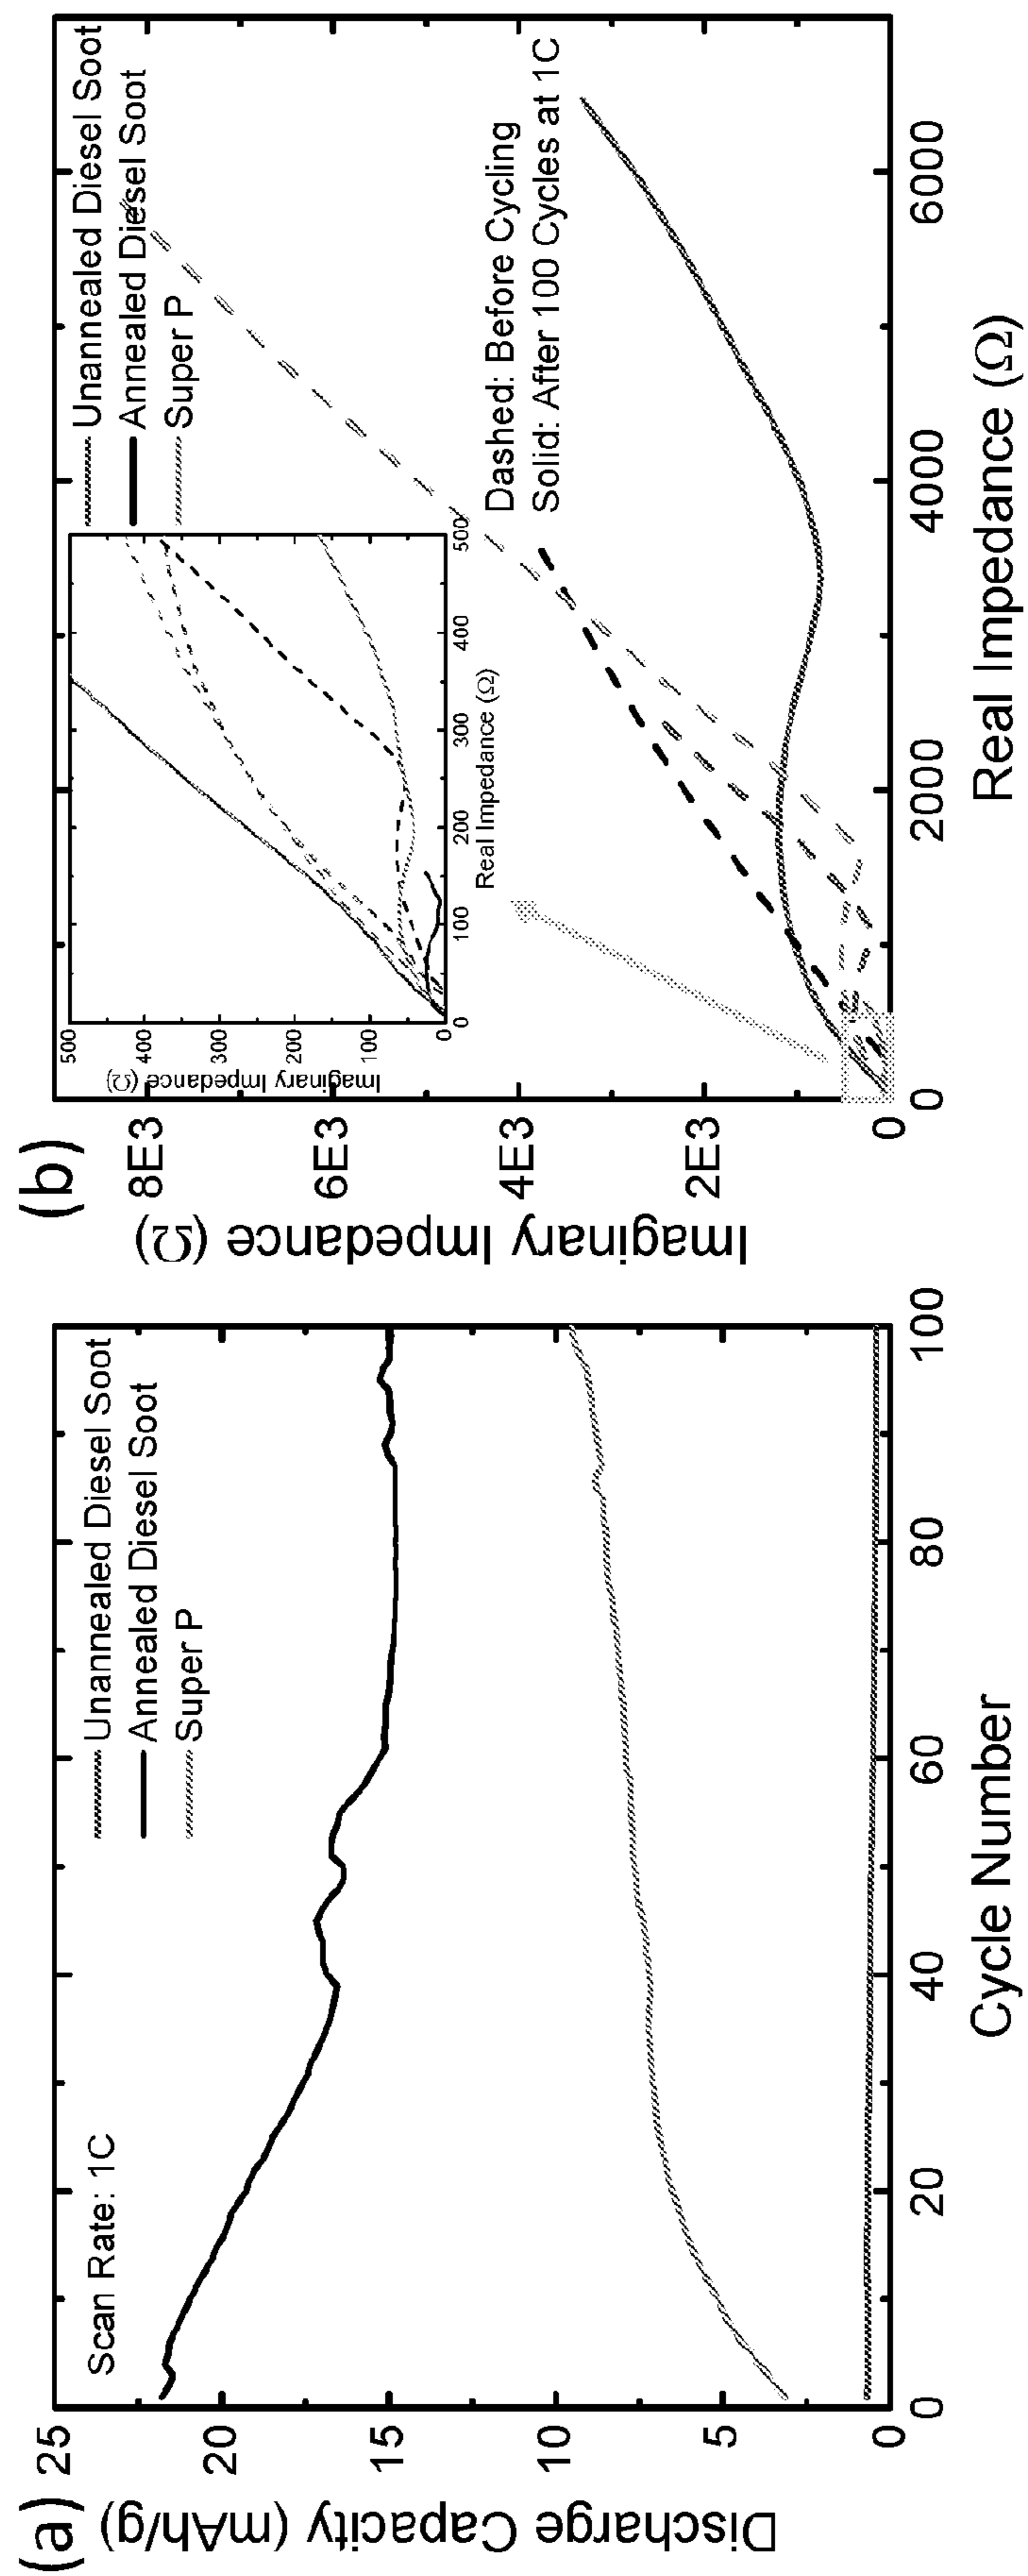 (a)
25
20
15
10
5
0
Discharge Capacity (mAh/g)
Scan Rate: 1C
Unannealed Diesel Soot
Annealed Diesel Soot
Super P
0 20 40 60 80 100
Cycle Number
(b)
8E3
6E3
4E3
2E3
0
Imaginary Impedance (Ω)
Unannealed Diesel Soot
Annealed Diesel Soot
Super P
500
400
300
200
100
0
Imaginary Impedance (Ω)
0 100 200 300 400 500
Real Impedance (Ω)
Dashed: Before Cycling
Solid: After 100 Cycles at 1C
0 2000 4000 6000
Real Impedance (Ω)